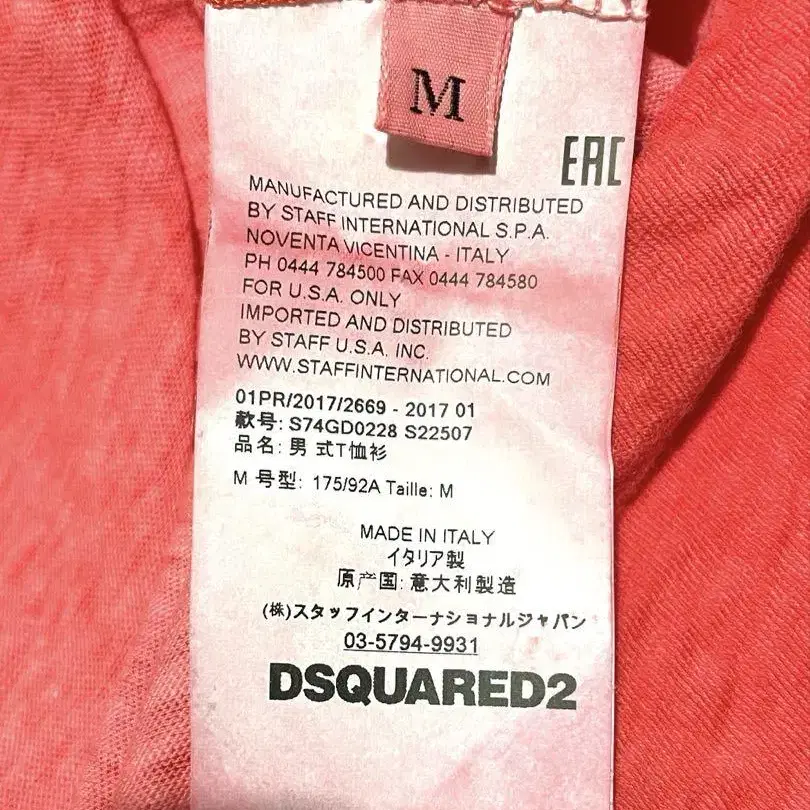 M
EAC
MANUFACTURED AND DISTRIBUTED
BY STAFF INTERNATIONAL S.P.A.
NOVENTA VICENTINA - ITALY
PH 0444 784500 FAX 0444 784580
FOR U.S.A. ONLY
IMPORTED AND DISTRIBUTED
BY STAFF U.S.A. INC.
WWW.STAFFINTERNATIONAL.COM
01PR/2017/2669 - 2017 01
款号: S74GD0228 S22507
品名: 男 式T恤衫
M 号型: 175/92A Taille: M
MADE IN ITALY
イタリア製
原产国: 意大利製造
(株)スタッフインターナショナルジャパン
03-5794-9931
DSQUARED2